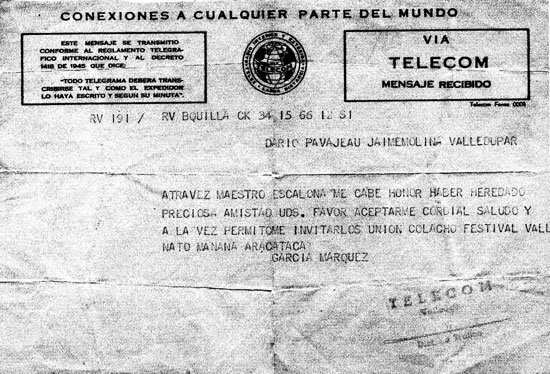 CONEXIONES A CUALQUIER PARTE DEL MUNDO
ESTE MENSAJE SE TRANSMITIO
CONFORME AL REGLAMENTO TELEGRA-
FICO INTERNACIONAL Y AL DECRETO
1418 DE 1945 QUE DICE:
"TODO TELEGRAMA DEBERA TRANS-
CRIBIRSE TAL Y COMO EL EXPEDIDOR
LO HAYA ESCRITO Y SEGUN SU MINUTA".
VIA
TELECOM
MENSAJE RECIBIDO
Telecom Forma 0005
RV 191 / RV BQUILLA CK 34 15 66 12 S1
DARIO PAVAJEAU JAIMEMOLINA VALLEDUPAR
ATRAVEZ MAESTRO ESCALONA ME CABE HONOR HABER HEREDADO
PRECIOSA AMISTAD UDS. FAVOR ACEPTARME CORDIAL SALUDO Y
A LA VEZ PERMITOME INVITARLOS UNION COLACHO FESTIVAL VALL
NATO MANANA ARACATACA
GARCIA MARQUEZ
TELECOM